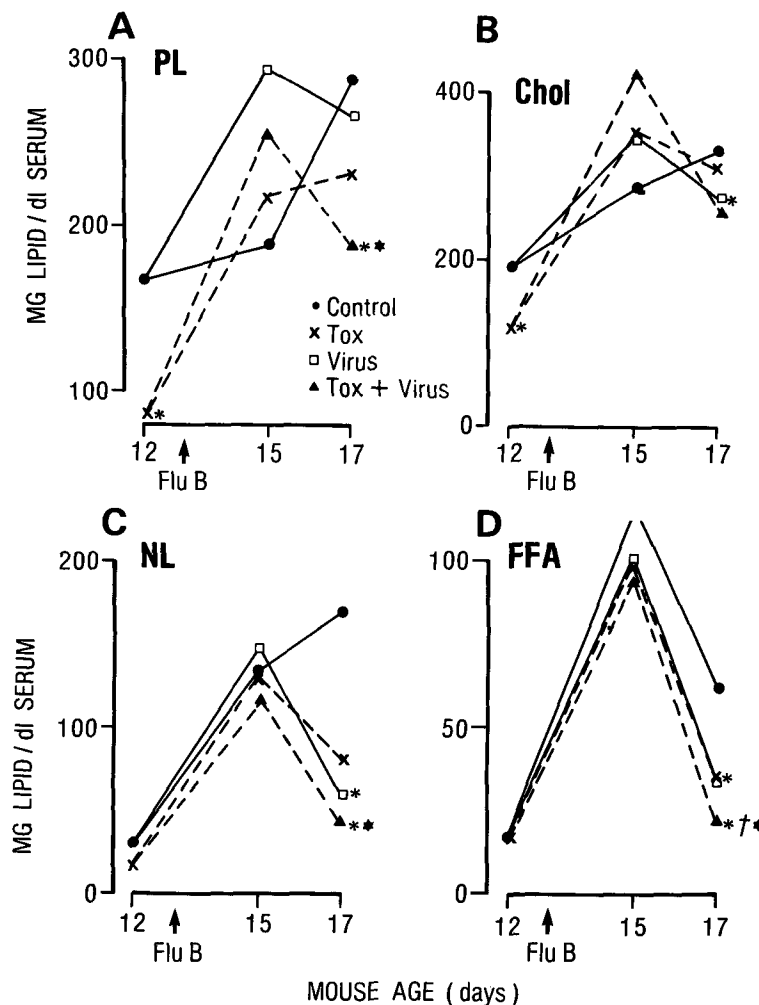 A
PL
MG LIPID / dl SERUM
300
200
100
* *
*
● Control
× Tox
□ Virus
▲ Tox + Virus
12 15 17
Flu B
B
Chol
400
200
0
*
*
12 15 17
Flu B
C
NL
MG LIPID / dl SERUM
200
100
0
*
* *
12 15 17
Flu B
D
FFA
100
50
0
*
* † *
12 15 17
Flu B
MOUSE AGE ( days )